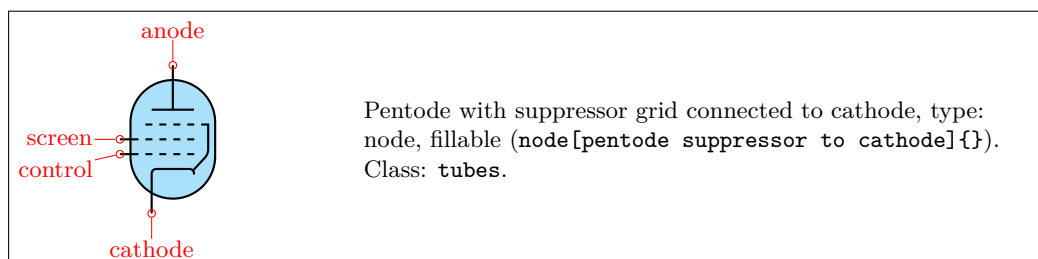 anode
screen
control
cathode
Pentode with suppressor grid connected to cathode, type:
node, fillable (node[pentode suppressor to cathode]{}).
Class: tubes.